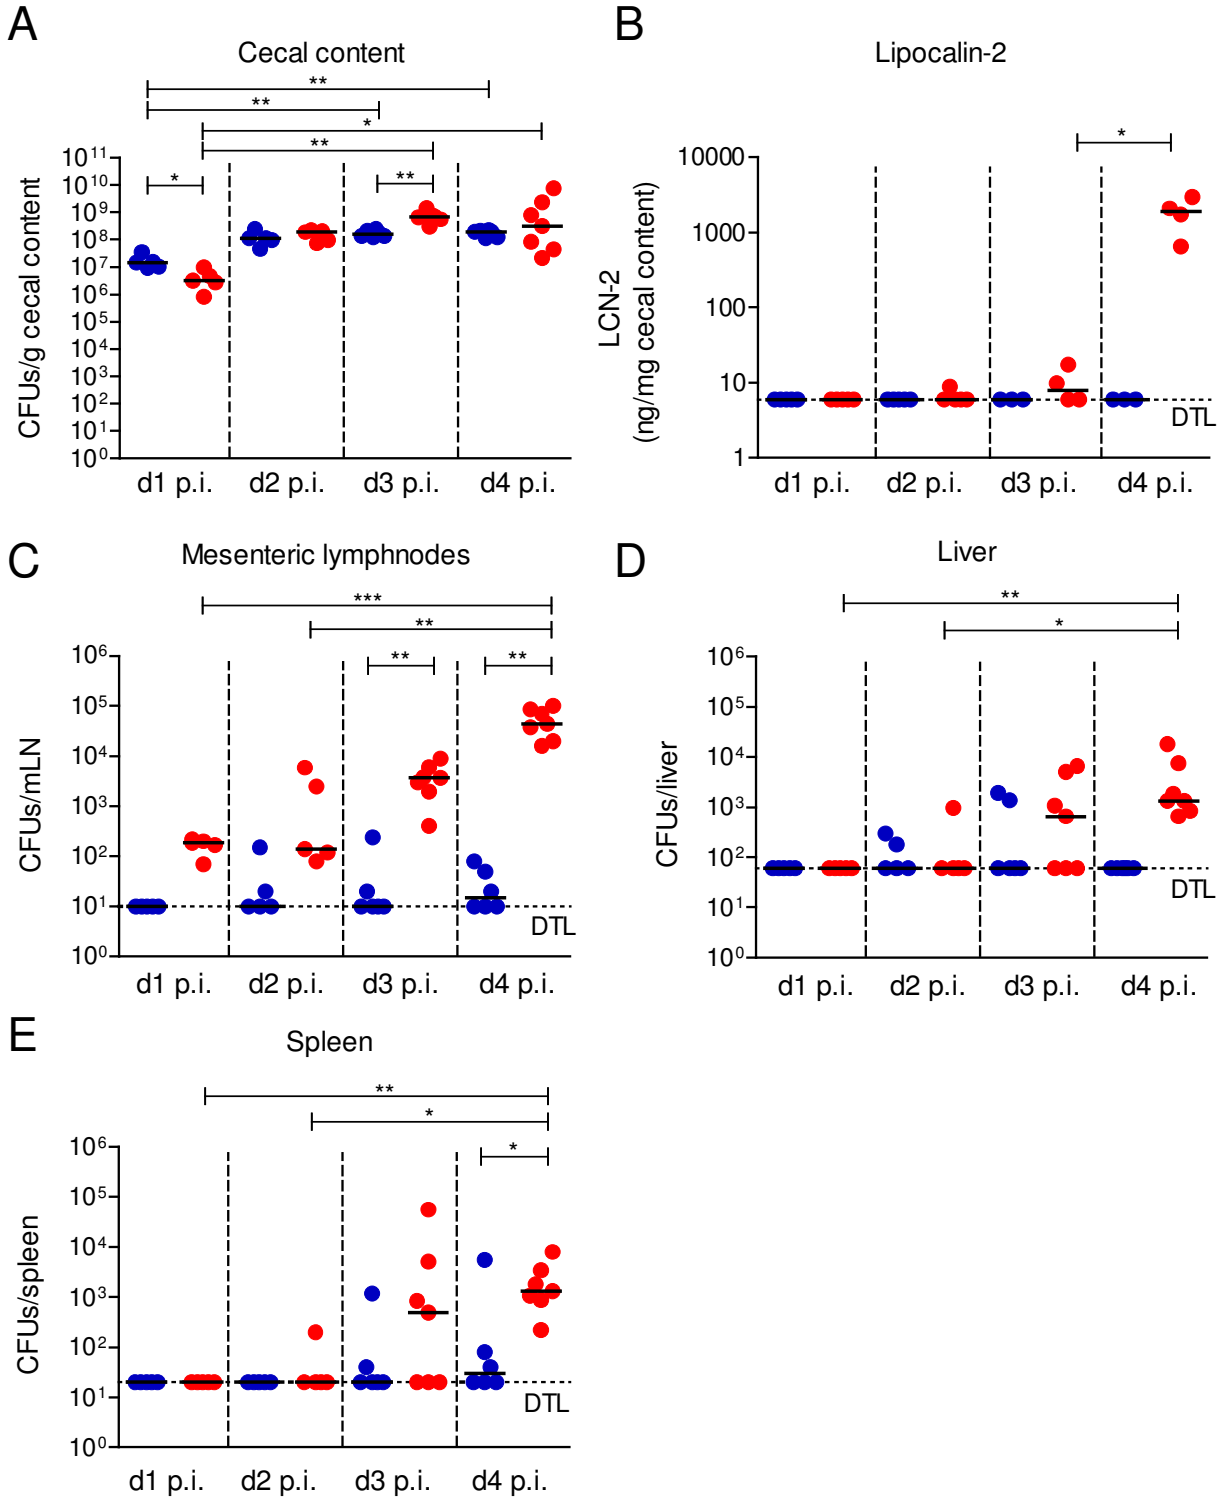 A
Cecal content
**
**
*
**
*
**
CFUs/g cecal content
10¹¹
10¹⁰
10⁹
10⁸
10⁷
10⁶
10⁵
10⁴
10³
10²
10¹
10⁰
d1 p.i.
d2 p.i.
d3 p.i.
d4 p.i.
B
Lipocalin-2
*
LCN-2
(ng/mg cecal content)
10000
1000
100
10
1
DTL
d1 p.i.
d2 p.i.
d3 p.i.
d4 p.i.
C
Mesenteric lymphnodes
***
**
**
**
CFUs/mLN
10⁶
10⁵
10⁴
10³
10²
10¹
10⁰
DTL
d1 p.i.
d2 p.i.
d3 p.i.
d4 p.i.
D
Liver
**
*
CFUs/liver
10⁶
10⁵
10⁴
10³
10²
10¹
10⁰
DTL
d1 p.i.
d2 p.i.
d3 p.i.
d4 p.i.
E
Spleen
**
*
*
CFUs/spleen
10⁶
10⁵
10⁴
10³
10²
10¹
10⁰
DTL
d1 p.i.
d2 p.i.
d3 p.i.
d4 p.i.